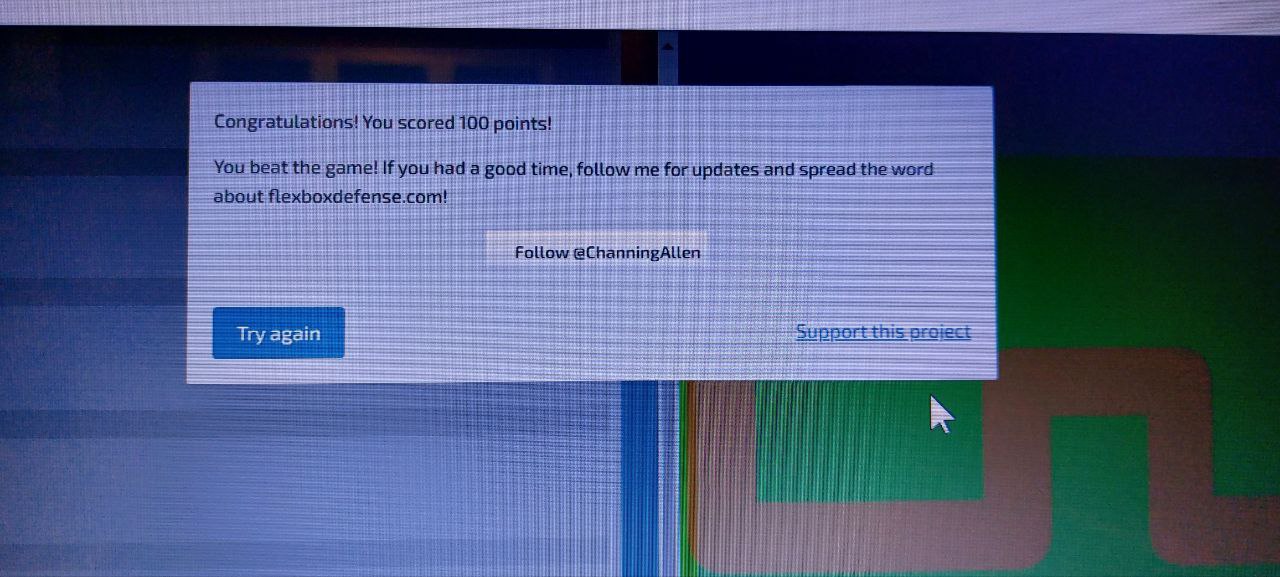 Congratulations! You scored 100 points!
You beat the game! If you had a good time, follow me for updates and spread the word
about flexboxdefense.com!
Follow @ChanningAllen
Try again
Support this project